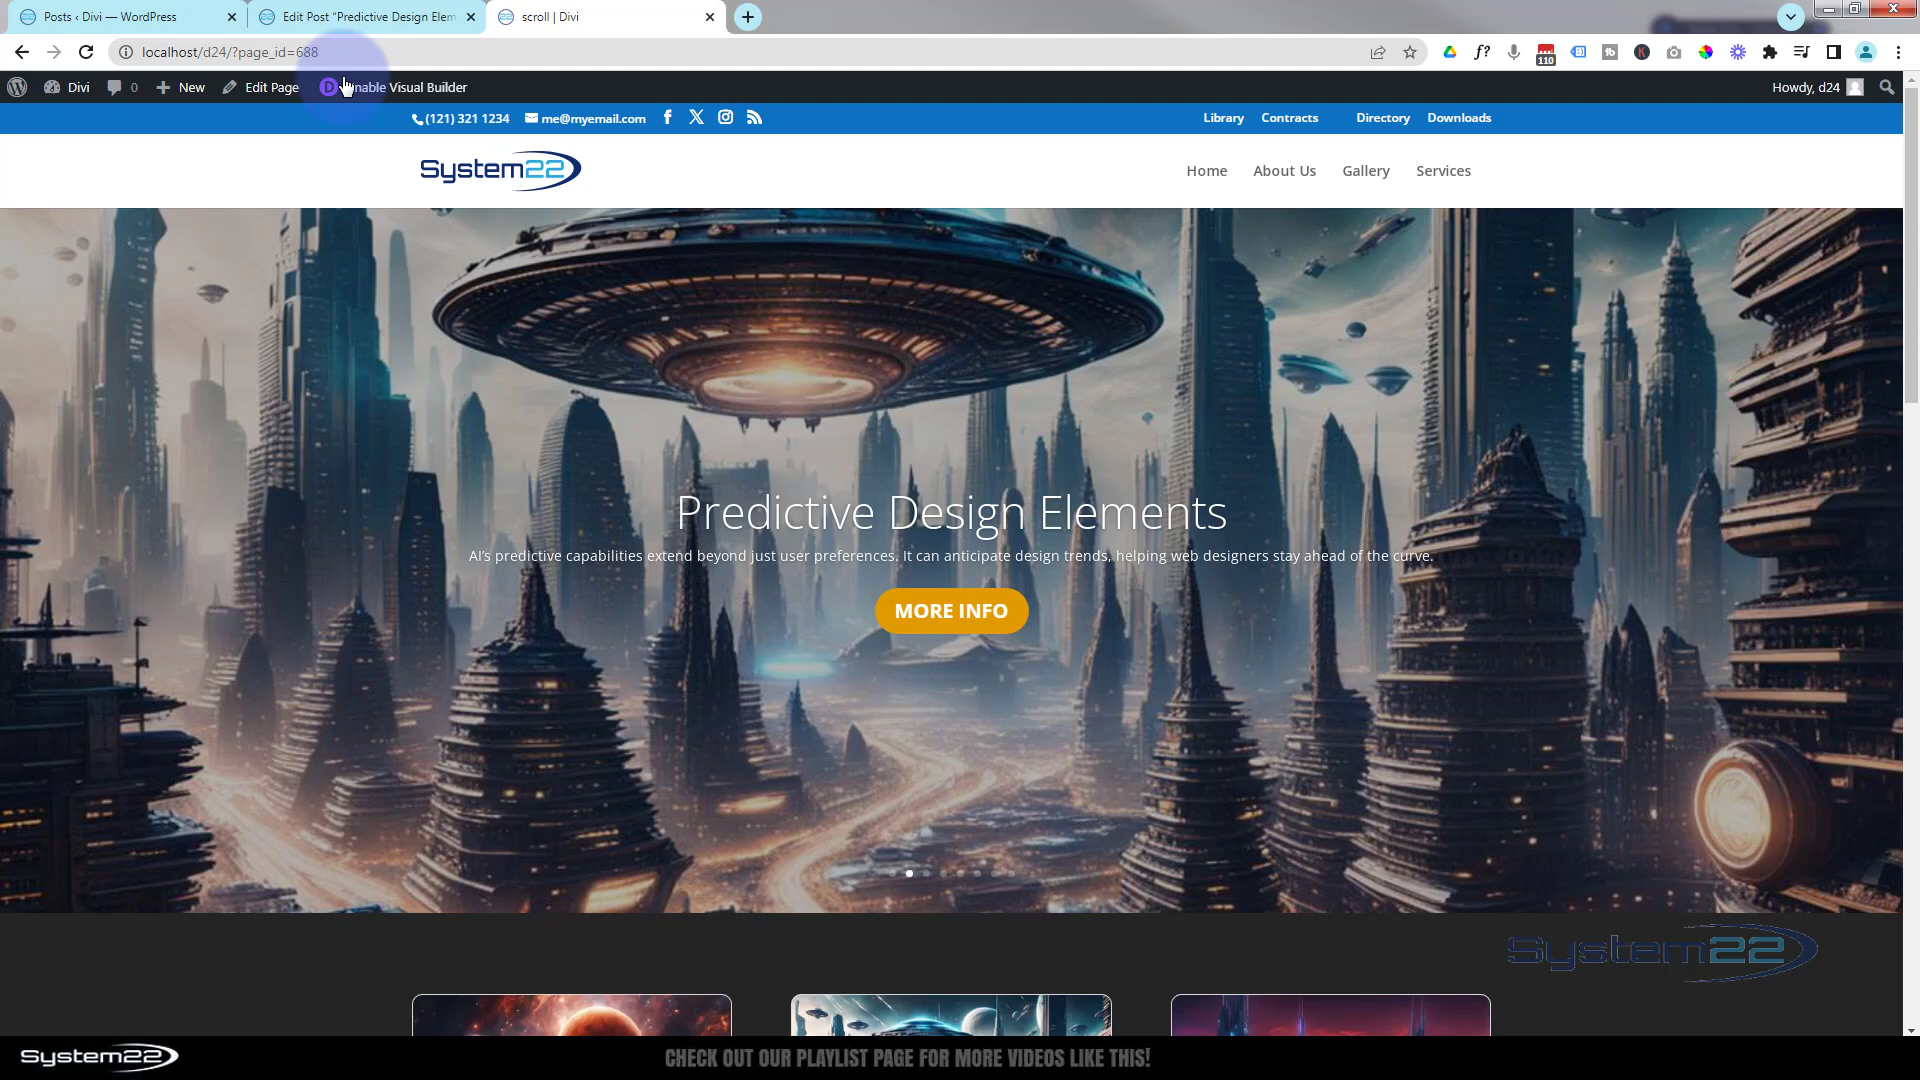 Posts ‹ Divi — WordPress
Edit Post "Predictive Design Elem
scroll | Divi
localhost/d24/?page_id=688
110
Divi
0
New
Edit Page
Enable Visual Builder
Howdy, d24
(121) 321 1234
me@myemail.com
Library
Contracts
Directory
Downloads
System22
Home
About Us
Gallery
Services
Predictive Design Elements
AI's predictive capabilities extend beyond just user preferences. It can anticipate design trends, helping web designers stay ahead of the curve.
MORE INFO
System22
System22
CHECK OUT OUR PLAYLIST PAGE FOR MORE VIDEOS LIKE THIS!